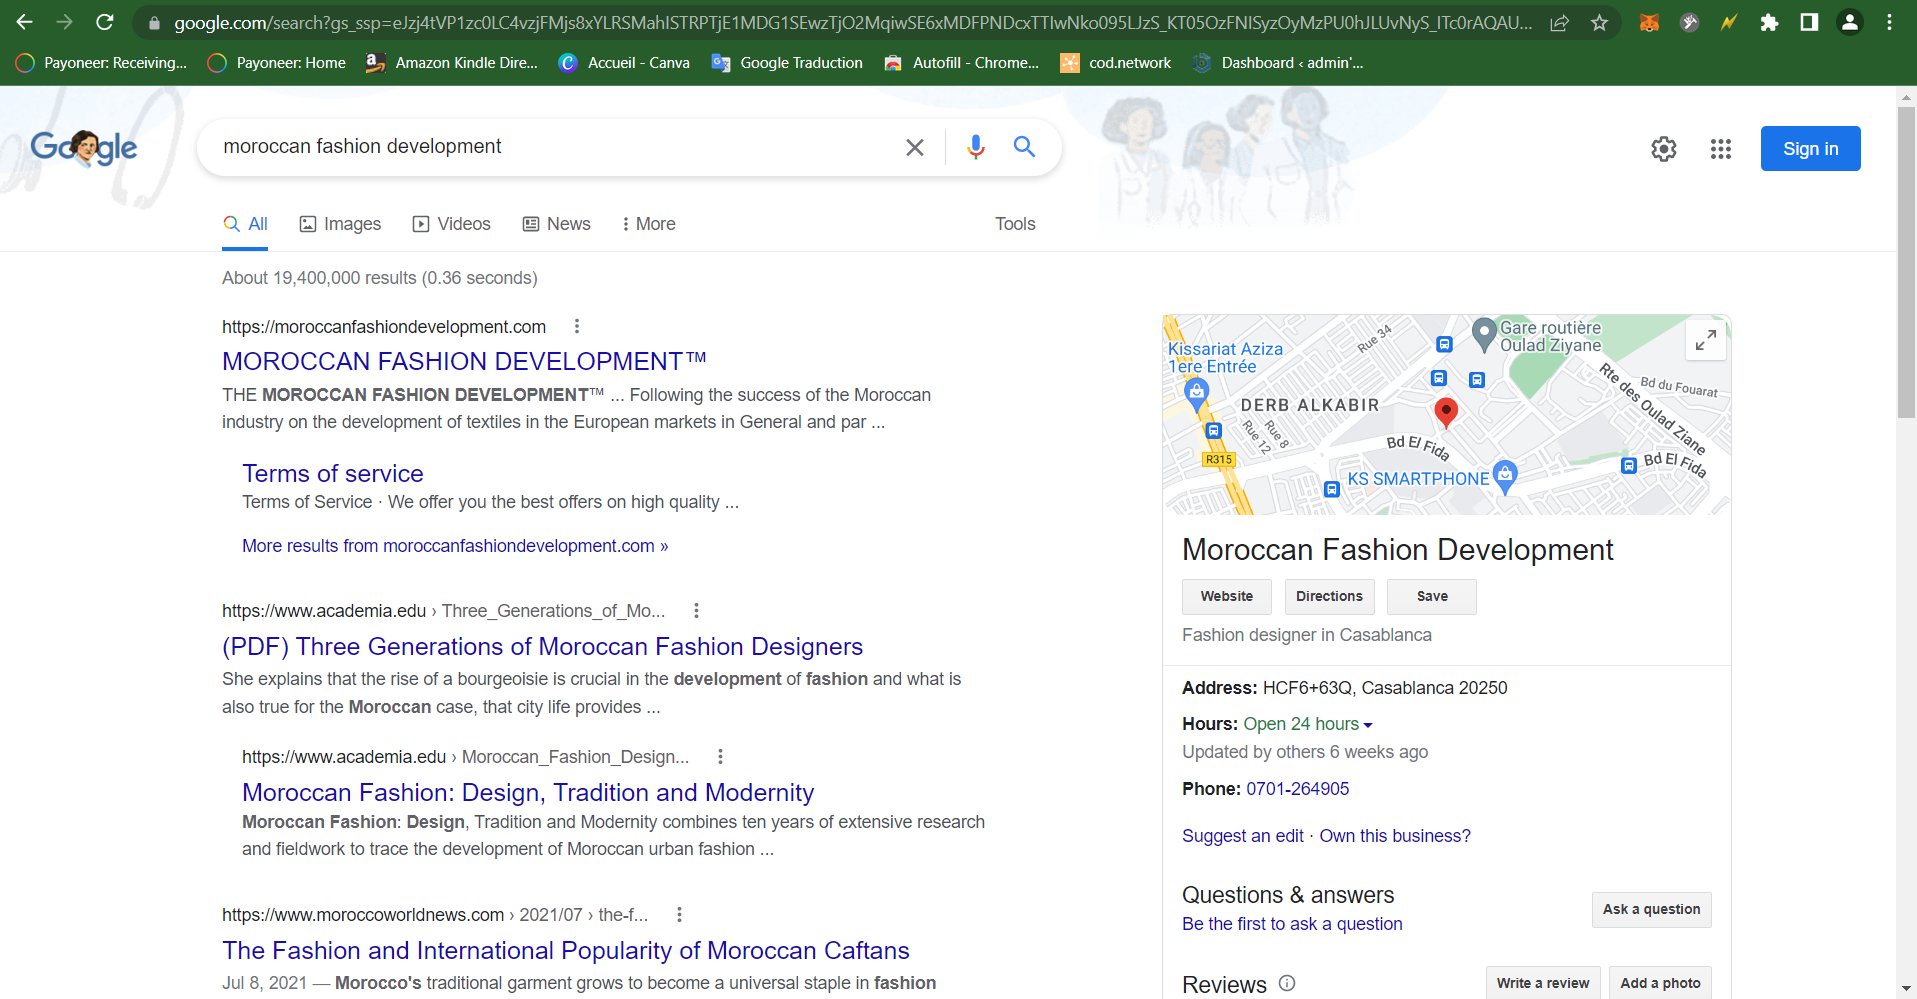 google.com/search?gs_ssp=eJzj4tVP1zc0LC4vzjFMjs8xYLRSMahISTRPTjE1MDG1SEwzTjO2MqiwSE6xMDFPNDcxTTIwNko095LJzS_KT05OzFNISyzOyMzPU0hJLUvNyS_ITc0rAQAU...
Payoneer: Receiving... Payoneer: Home Amazon Kindle Dire... Accueil - Canva Google Traduction Autofill - Chrome... cod.network Dashboard ‹ admin'...
Google
moroccan fashion development
Sign in
All Images Videos News More Tools
About 19,400,000 results (0.36 seconds)
https://moroccanfashiondevelopment.com
MOROCCAN FASHION DEVELOPMENT™
THE MOROCCAN FASHION DEVELOPMENT™ ... Following the success of the Moroccan
industry on the development of textiles in the European markets in General and par ...
Terms of service
Terms of Service · We offer you the best offers on high quality ...
More results from moroccanfashiondevelopment.com »
https://www.academia.edu › Three_Generations_of_Mo...
(PDF) Three Generations of Moroccan Fashion Designers
She explains that the rise of a bourgeoisie is crucial in the development of fashion and what is
also true for the Moroccan case, that city life provides ...
https://www.academia.edu › Moroccan_Fashion_Design...
Moroccan Fashion: Design, Tradition and Modernity
Moroccan Fashion: Design, Tradition and Modernity combines ten years of extensive research
and fieldwork to trace the development of Moroccan urban fashion ...
https://www.moroccoworldnews.com › 2021/07 › the-f...
The Fashion and International Popularity of Moroccan Caftans
Jul 8, 2021 — Morocco's traditional garment grows to become a universal staple in fashion
Kissariat Aziza
1ere Entrée
Rue 34
Gare routière
Oulad Ziyane
DERB ALKABIR
Rue 8
Rue 12
R315
Bd El Fida
KS SMARTPHONE
Rte des Oulad Ziane
Bd du Fouarat
Bd El Fida
Moroccan Fashion Development
Website Directions Save
Fashion designer in Casablanca
Address: HCF6+63Q, Casablanca 20250
Hours: Open 24 hours
Updated by others 6 weeks ago
Phone: 0701-264905
Suggest an edit · Own this business?
Questions & answers
Be the first to ask a question
Ask a question
Reviews
Write a review Add a photo